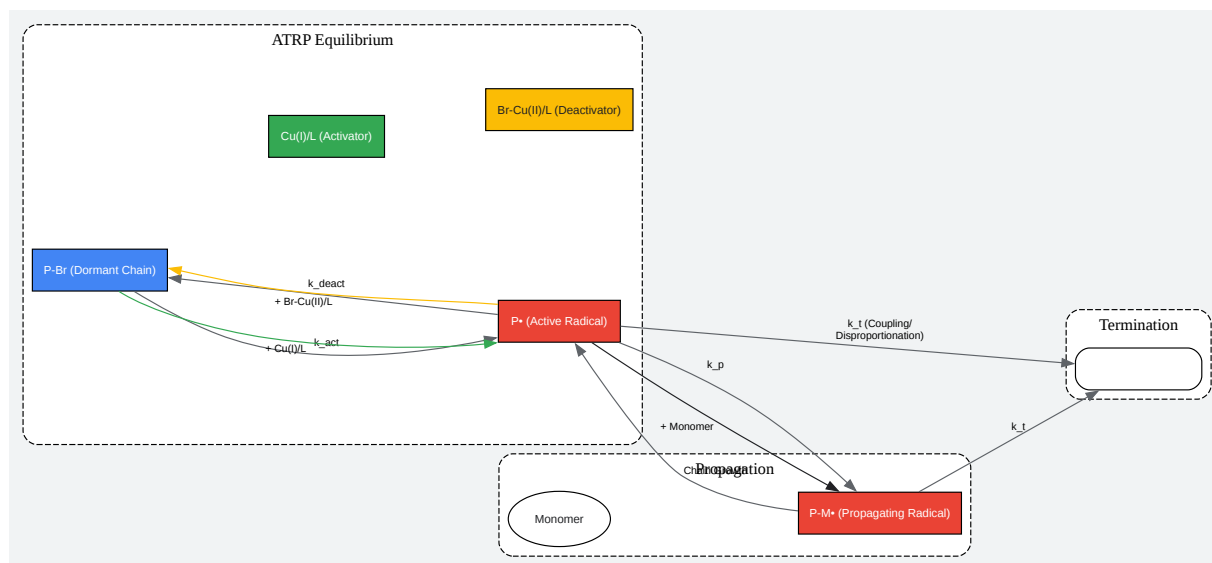 ATRP Equilibrium
Br-Cu(II)/L (Deactivator)
Cu(I)/L (Activator)
P-Br (Dormant Chain)
k_deact
+ Br-Cu(II)/L
P• (Active Radical)
k_act
+ Cu(I)/L
k_t (Coupling/
Disproportionation)
Termination
k_p
+ Monomer
k_t
Propagation
Monomer
P-M• (Propagating Radical)